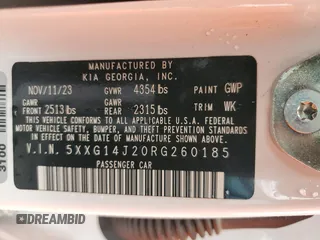 MANUFACTURED BY
KIA GEORGIA, INC.
NOV/11/23 GVWR 4354 lbs PAINT GWP
GAWR FRONT 2513 lbs GAWR REAR 2315 lbs TRIM WK
THIS VEHICLE CONFORMS TO ALL APPLICABLE U.S.A. FEDERAL MOTOR VEHICLE
SAFETY, BUMPER, AND THEFT PREVENTION
STANDARDS IN EFFECT ON THE DATE OF MANUFACTURE SHOWN ABOVE.
V.I.N. 5XXG14J20RG260185
PASSENGER CAR
3100
DREAMBID